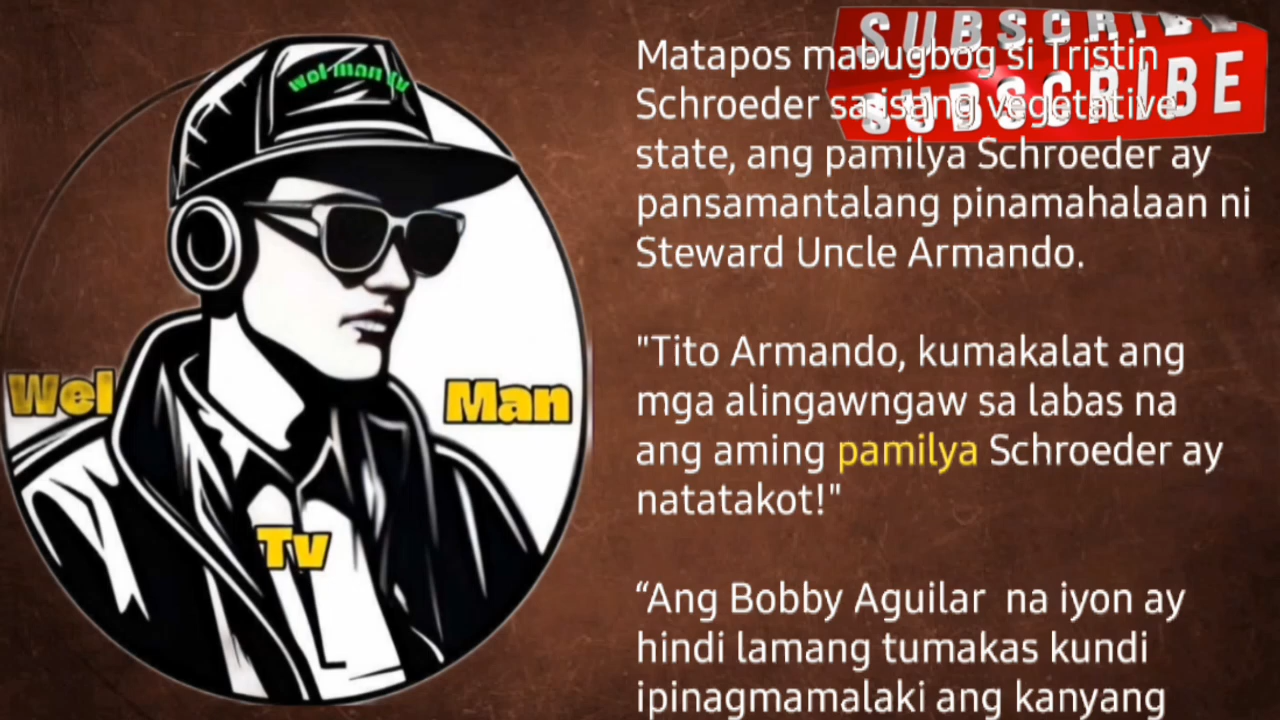 wel man tv
Wel
Man
Tv
SUBSCRIBE
SUBSCRIBE
Matapos mabugbog si Tristin
Schroeder sa isang vegetative
state, ang pamilya Schroeder ay
pansamantalang pinamahalaan ni
Steward Uncle Armando.
"Tito Armando, kumakalat ang
mga alingawngaw sa labas na
ang aming pamilya Schroeder ay
natatakot!"
“Ang Bobby Aguilar na iyon ay
hindi lamang tumakas kundi
ipinagmamalaki ang kanyang